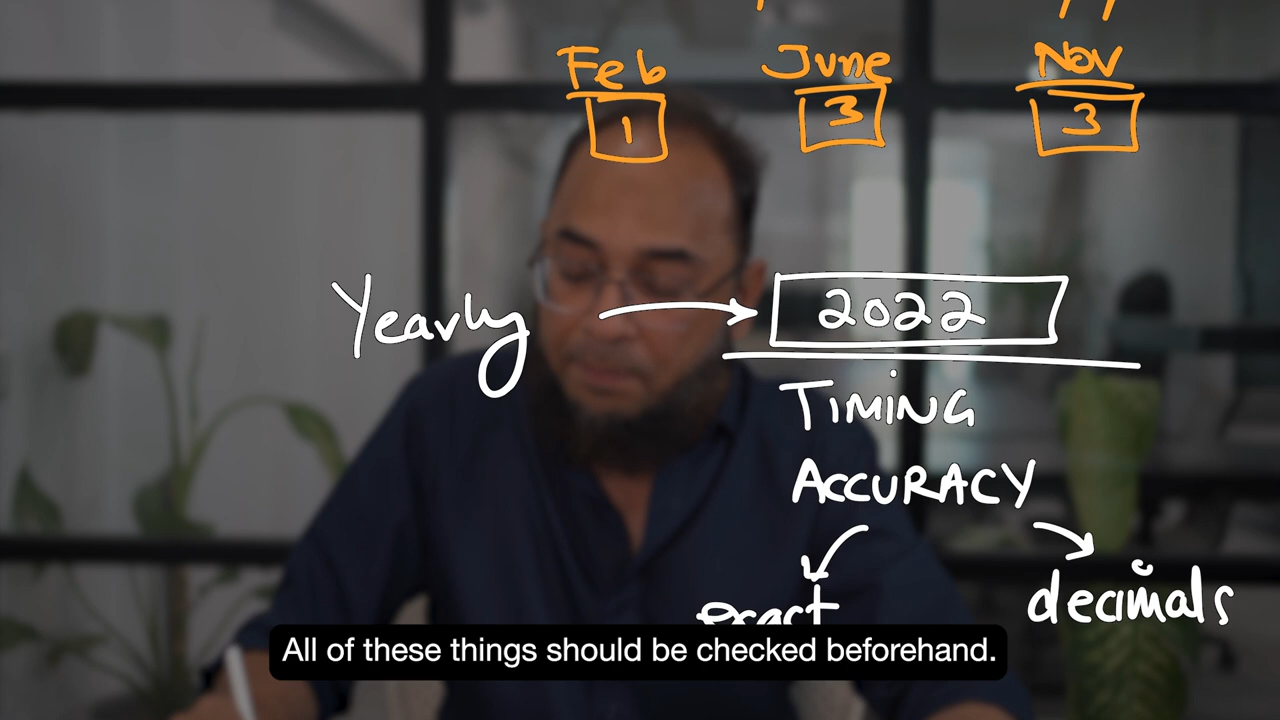 Feb June Nov
1 3 3
Yearly 2022
TIMING
ACCURACY
exact decimals
All of these things should be checked beforehand.